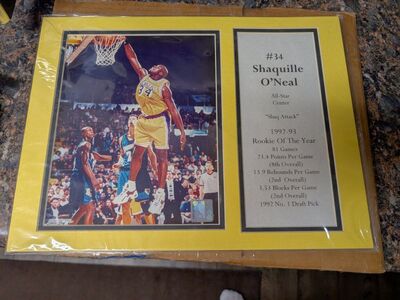 #34
Shaquille
O'Neal
All-Star
Center
"Shaq Attack"
1992-93
Rookie Of The Year
81 Games
23.4 Points Per Game
(8th Overall)
13.9 Rebounds Per Game
(2nd Overall)
3.53 Blocks Per Game
(2nd Overall)
1992 No. 1 Draft Pick
34